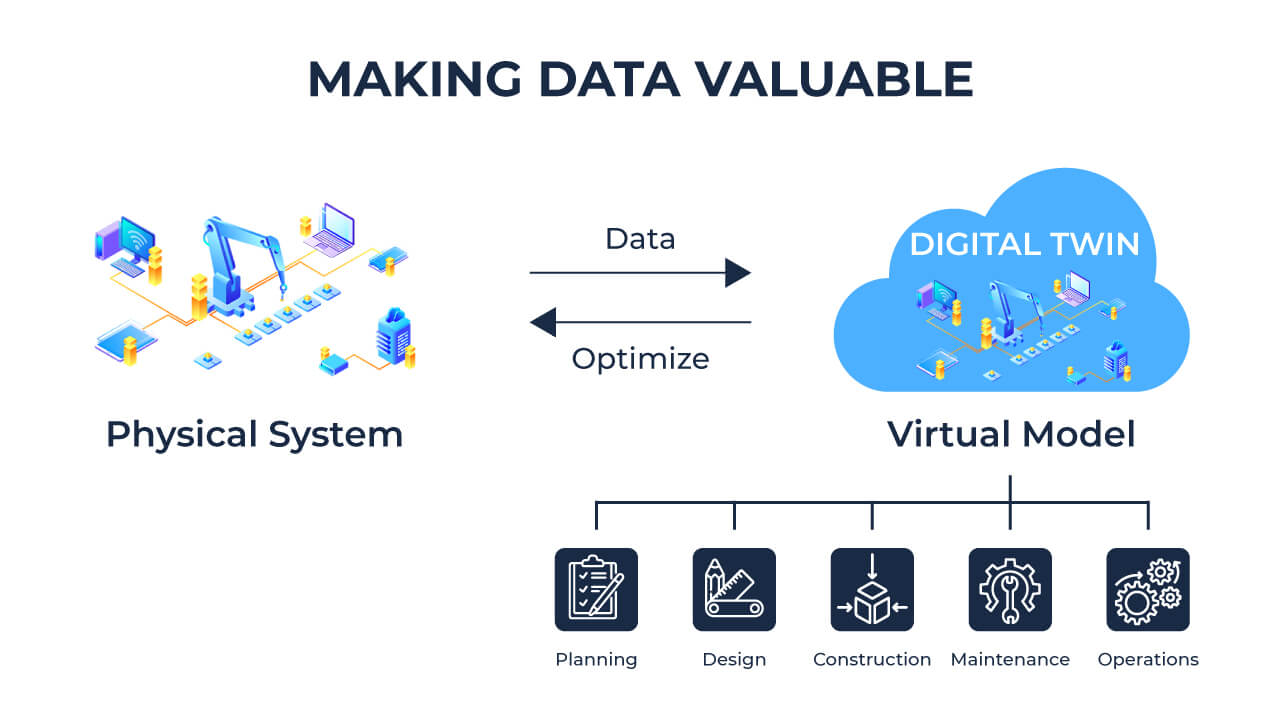 MAKING DATA VALUABLE
Data
DIGITAL TWIN
Optimize
Physical System
Virtual Model
Planning
Design
Construction
Maintenance
Operations